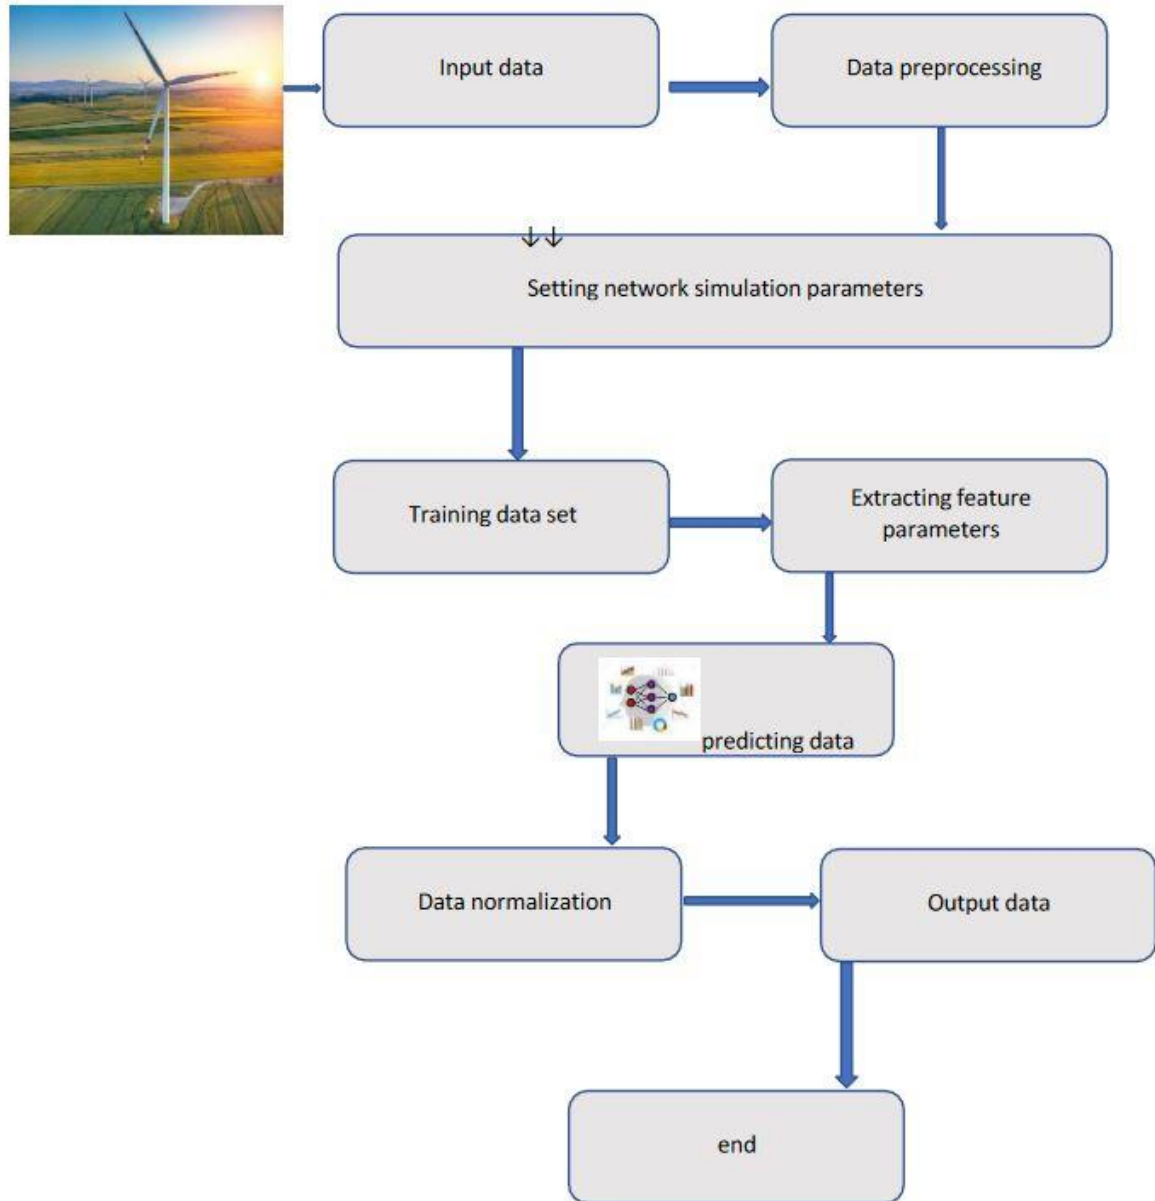 Input data
Data preprocessing
↓↓
Setting network simulation parameters
Training data set
Extracting feature
parameters
predicting data
Data normalization
Output data
end